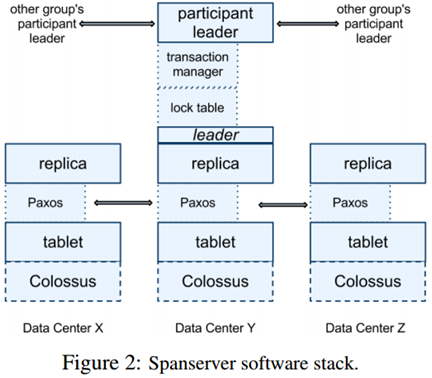 other group's
participant
leader
participant
leader
other group's
participant
leader
transaction
manager
lock table
leader
replica
replica
replica
Paxos
Paxos
Paxos
tablet
tablet
tablet
Colossus
Colossus
Colossus
Data Center X
Data Center Y
Data Center Z
Figure 2: Spanserver software stack.